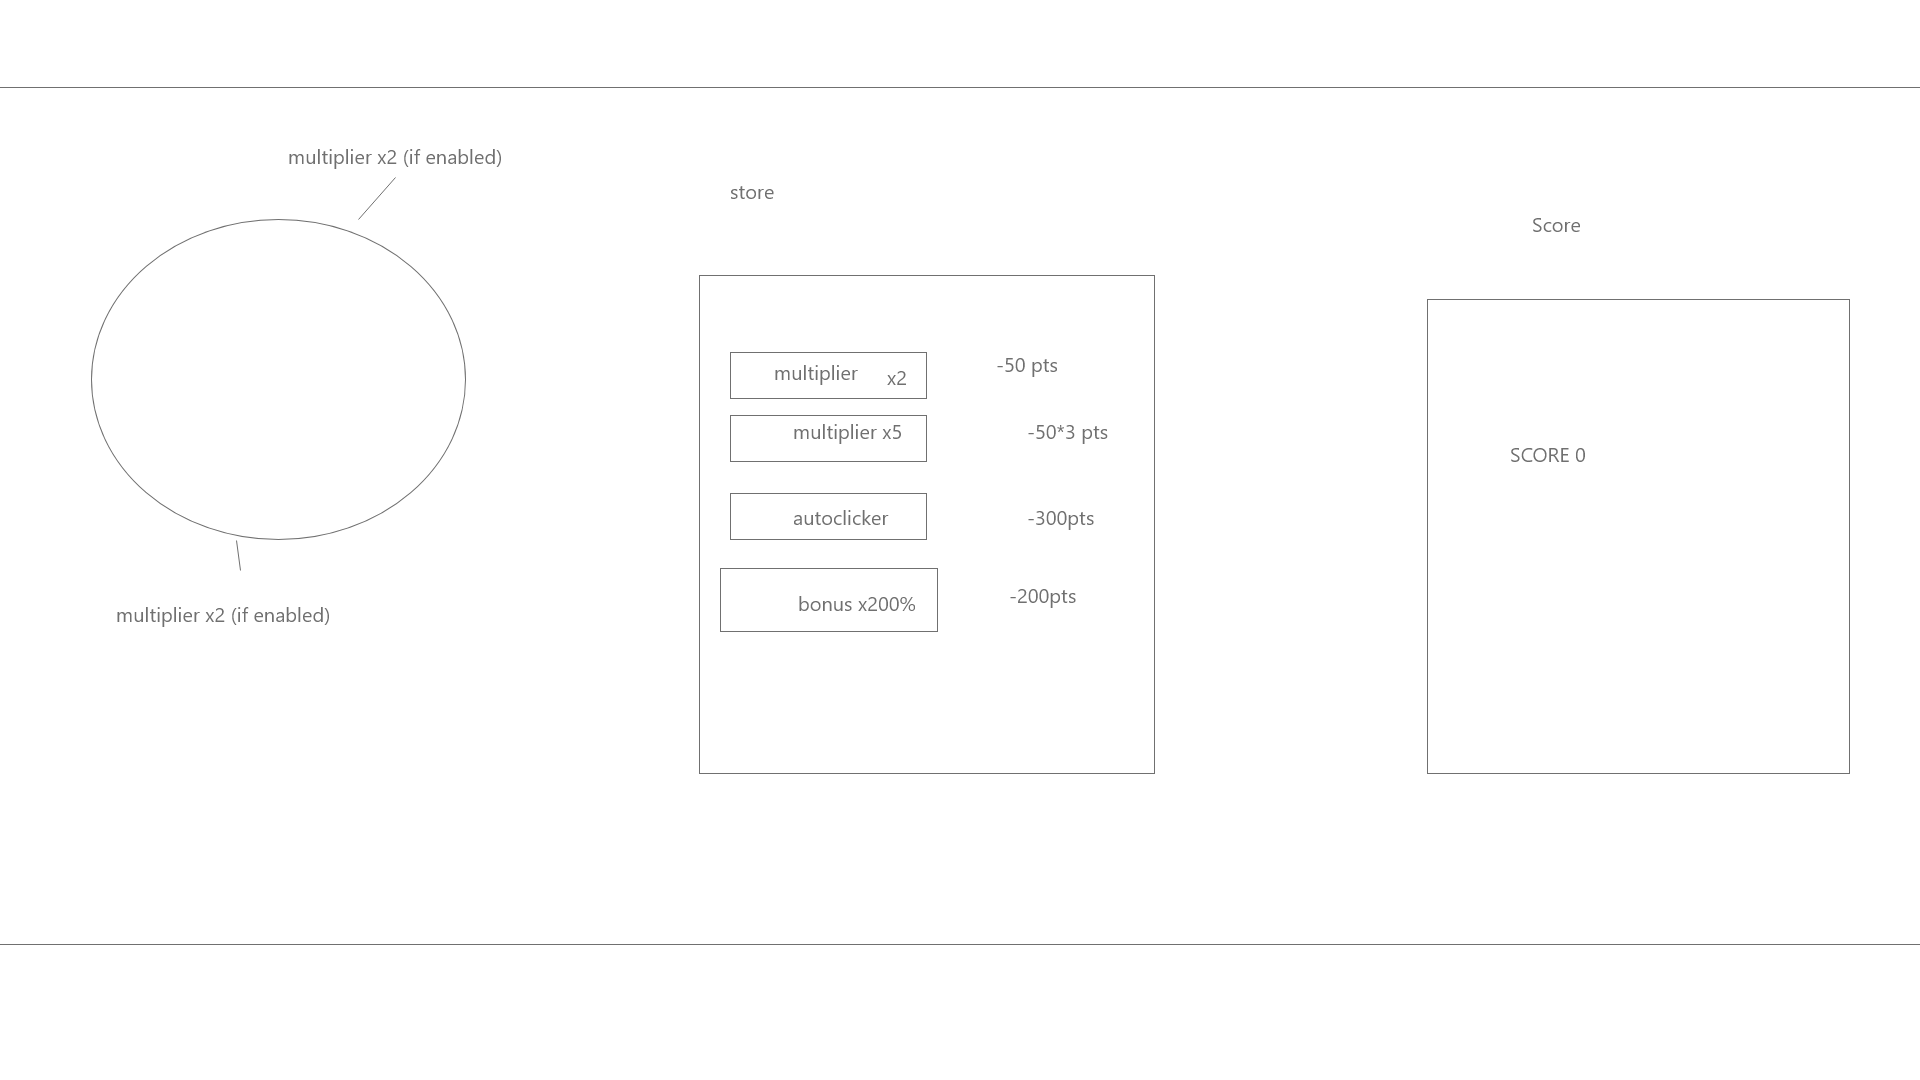 multiplier x2 (if enabled)
multiplier x2 (if enabled)
store
multiplier x2 -50 pts
multiplier x5 -50*3 pts
autoclicker -300pts
bonus x200% -200pts
Score
SCORE 0